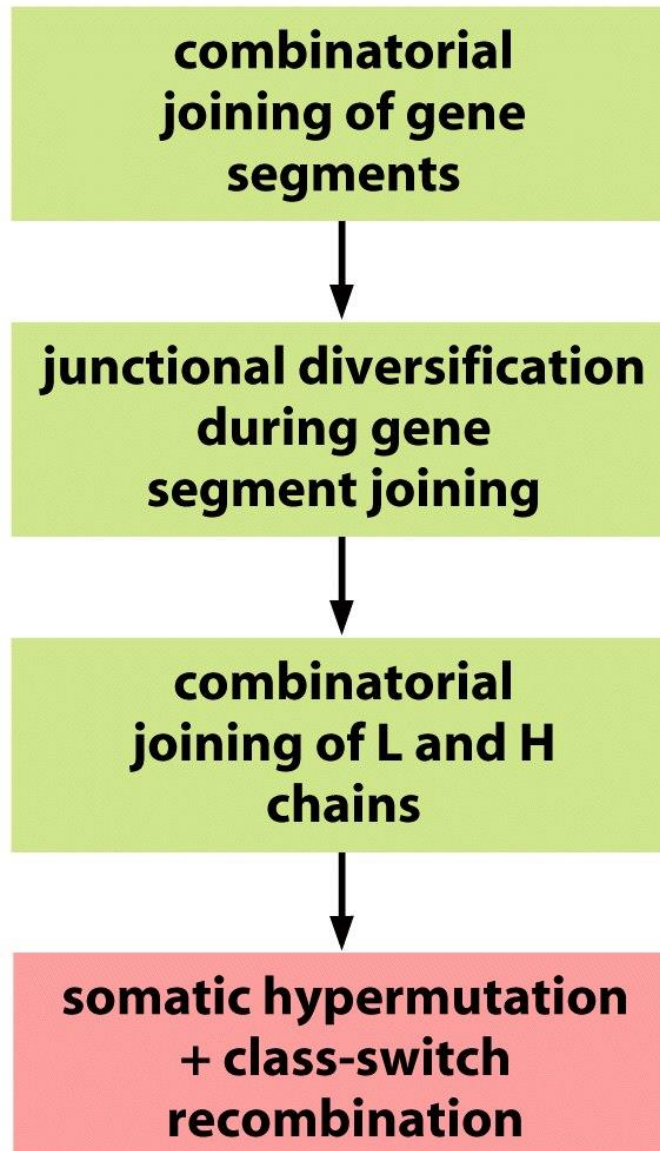 combinatorial
joining of gene
segments
junctional diversification
during gene
segment joining
combinatorial
joining of L and H
chains
somatic hypermutation
+ class-switch
recombination